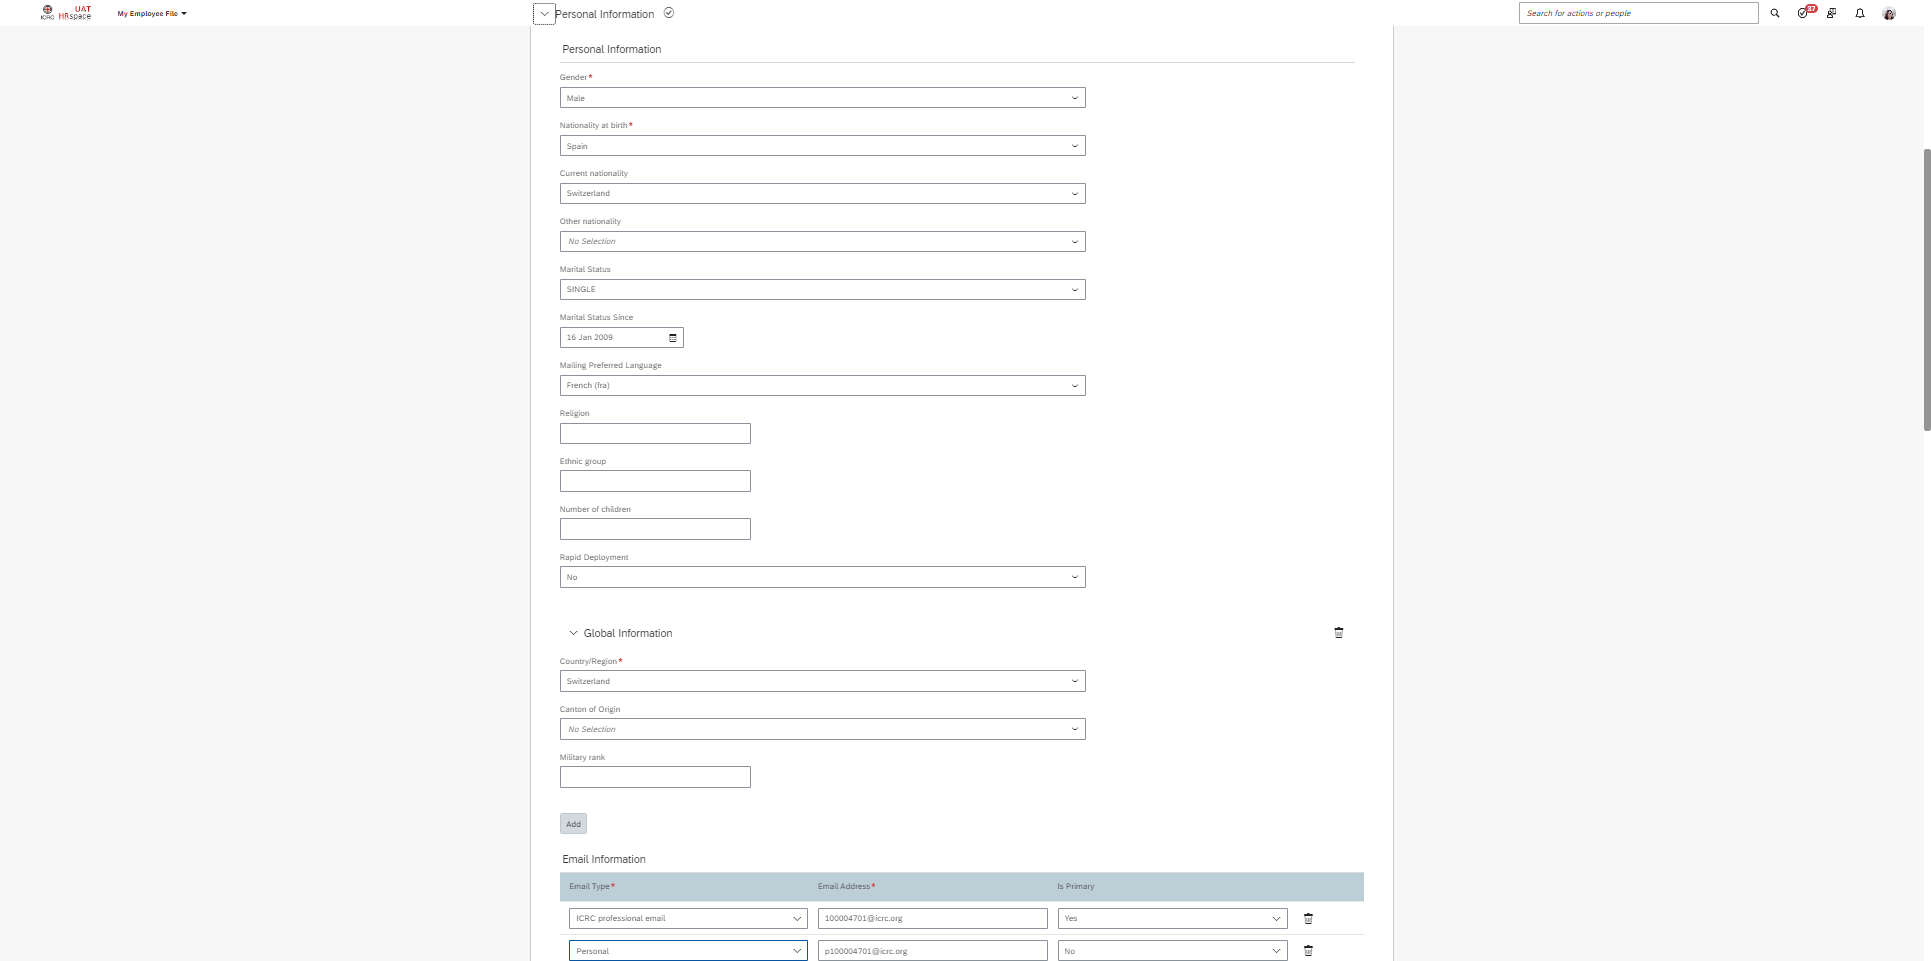 ICRC UAT HRspace My Employee File Personal Information Search for actions or people 37
Personal Information
Gender*
Male
Nationality at birth*
Spain
Current nationality
Switzerland
Other nationality
No Selection
Marital Status
SINGLE
Marital Status Since
16 Jan 2009
Mailing Preferred Language
French (fra)
Religion
Ethnic group
Number of children
Rapid Deployment
No
Global Information
Country/Region*
Switzerland
Canton of Origin
No Selection
Military rank
Add
Email Information
Email Type* Email Address* Is Primary
ICRC professional email 100004701@icrc.org Yes
Personal p100004701@icrc.org No